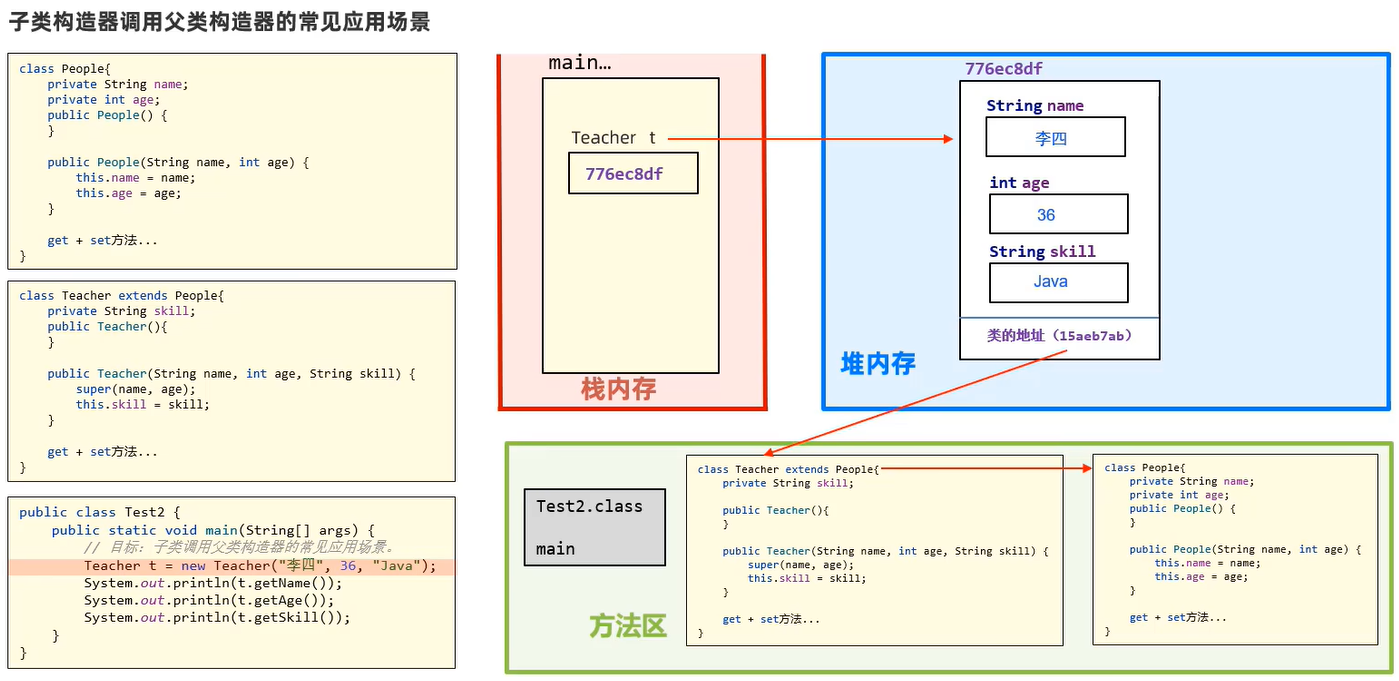 子类构造器调用父类构造器的常见应用场景
class People{
    private String name;
    private int age;
    public People() {
    }
    public People(String name, int age) {
        this.name = name;
        this.age = age;
    }
    get + set方法...
}
class Teacher extends People{
    private String skill;
    public Teacher(){
    }
    public Teacher(String name, int age, String skill) {
        super(name, age);
        this.skill = skill;
    }
    get + set方法...
}
public class Test2 {
    public static void main(String[] args) {
        // 目标：子类调用父类构造器的常见应用场景。
        Teacher t = new Teacher("李四", 36, "Java");
        System.out.println(t.getName());
        System.out.println(t.getAge());
        System.out.println(t.getSkill());
    }
}
main…
Teacher t
776ec8df
栈内存
776ec8df
String name
李四
int age
36
String skill
Java
类的地址（15aeb7ab）
堆内存
Test2.class
main
方法区
class Teacher extends People{
    private String skill;
    public Teacher(){
    }
    public Teacher(String name, int age, String skill) {
        super(name, age);
        this.skill = skill;
    }
    get + set方法...
}
class People{
    private String name;
    private int age;
    public People() {
    }
    public People(String name, int age) {
        this.name = name;
        this.age = age;
    }
    get + set方法...
}